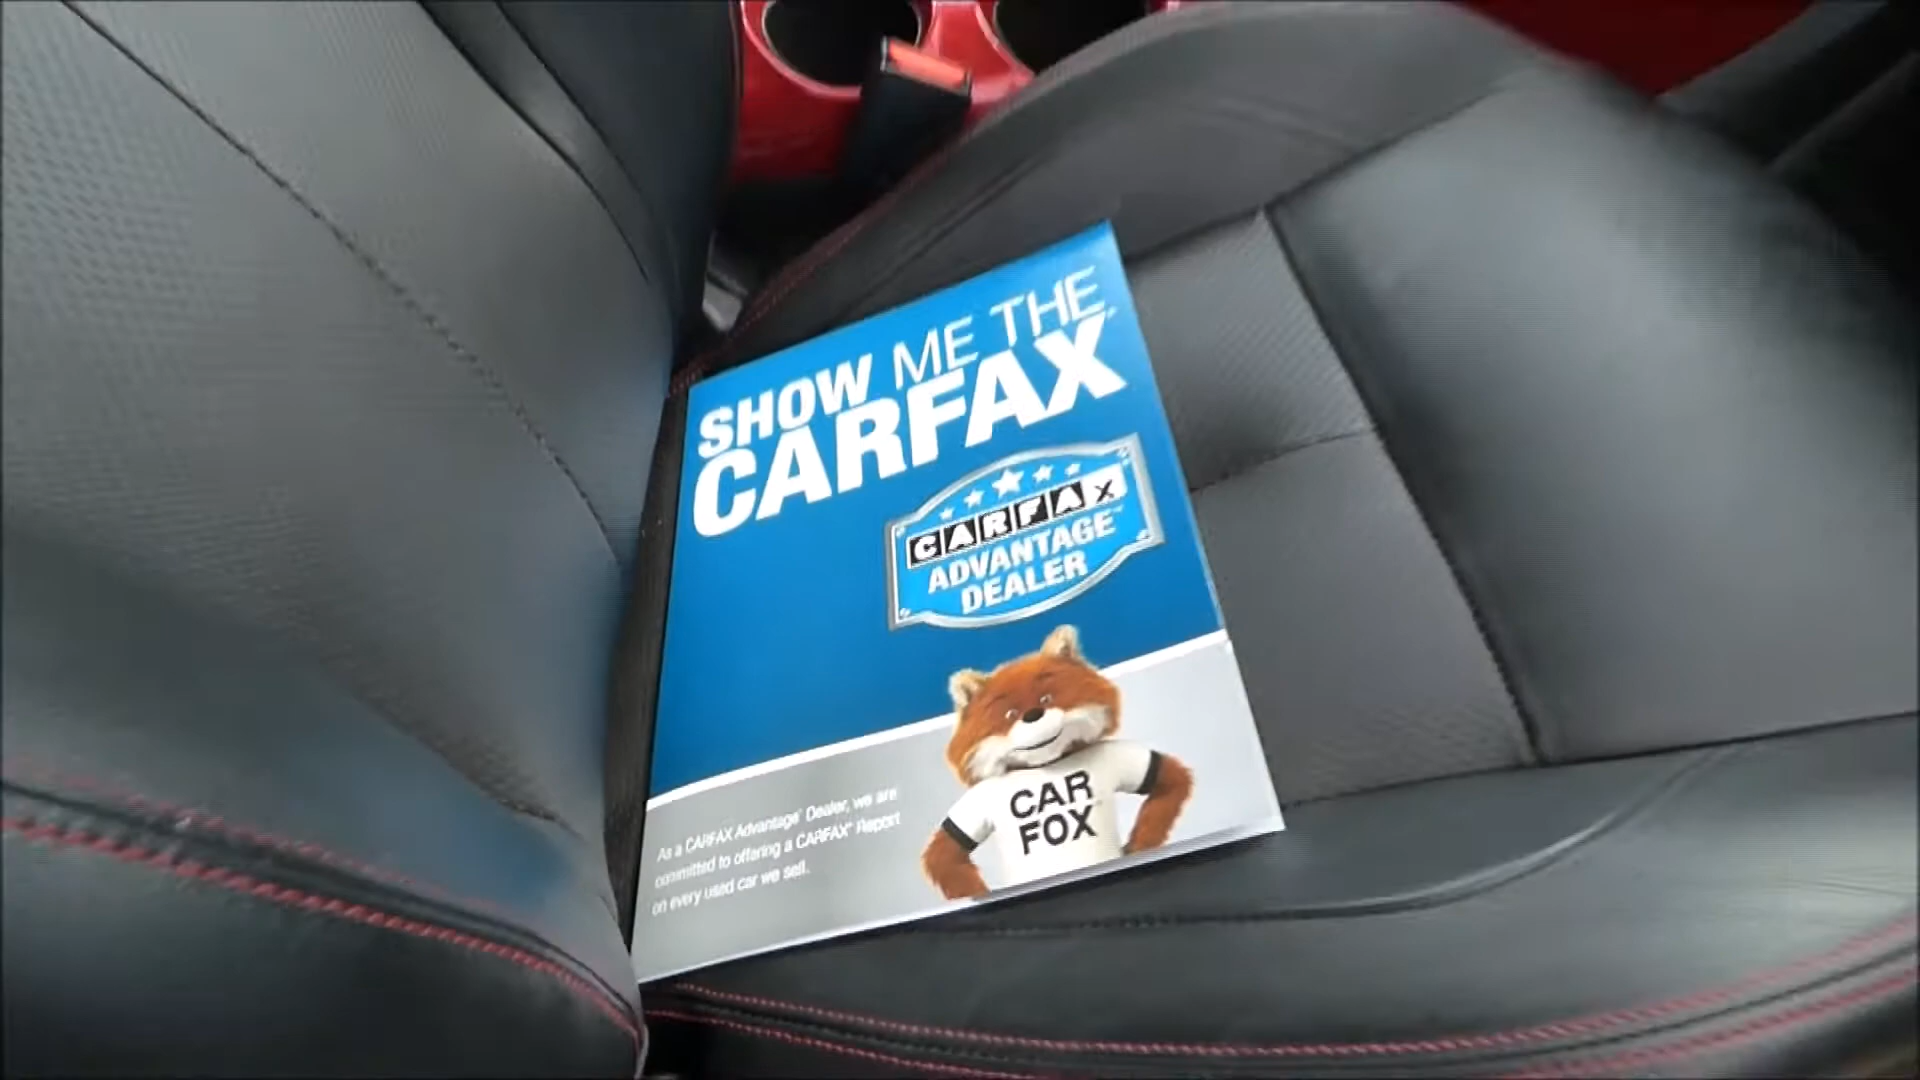 SHOW ME THE
CARFAX
CARFAX
ADVANTAGE™
DEALER
As a CARFAX Advantage® Dealer, we are
committed to offering a CARFAX® Report
on every used car we sell.
CAR
FOX